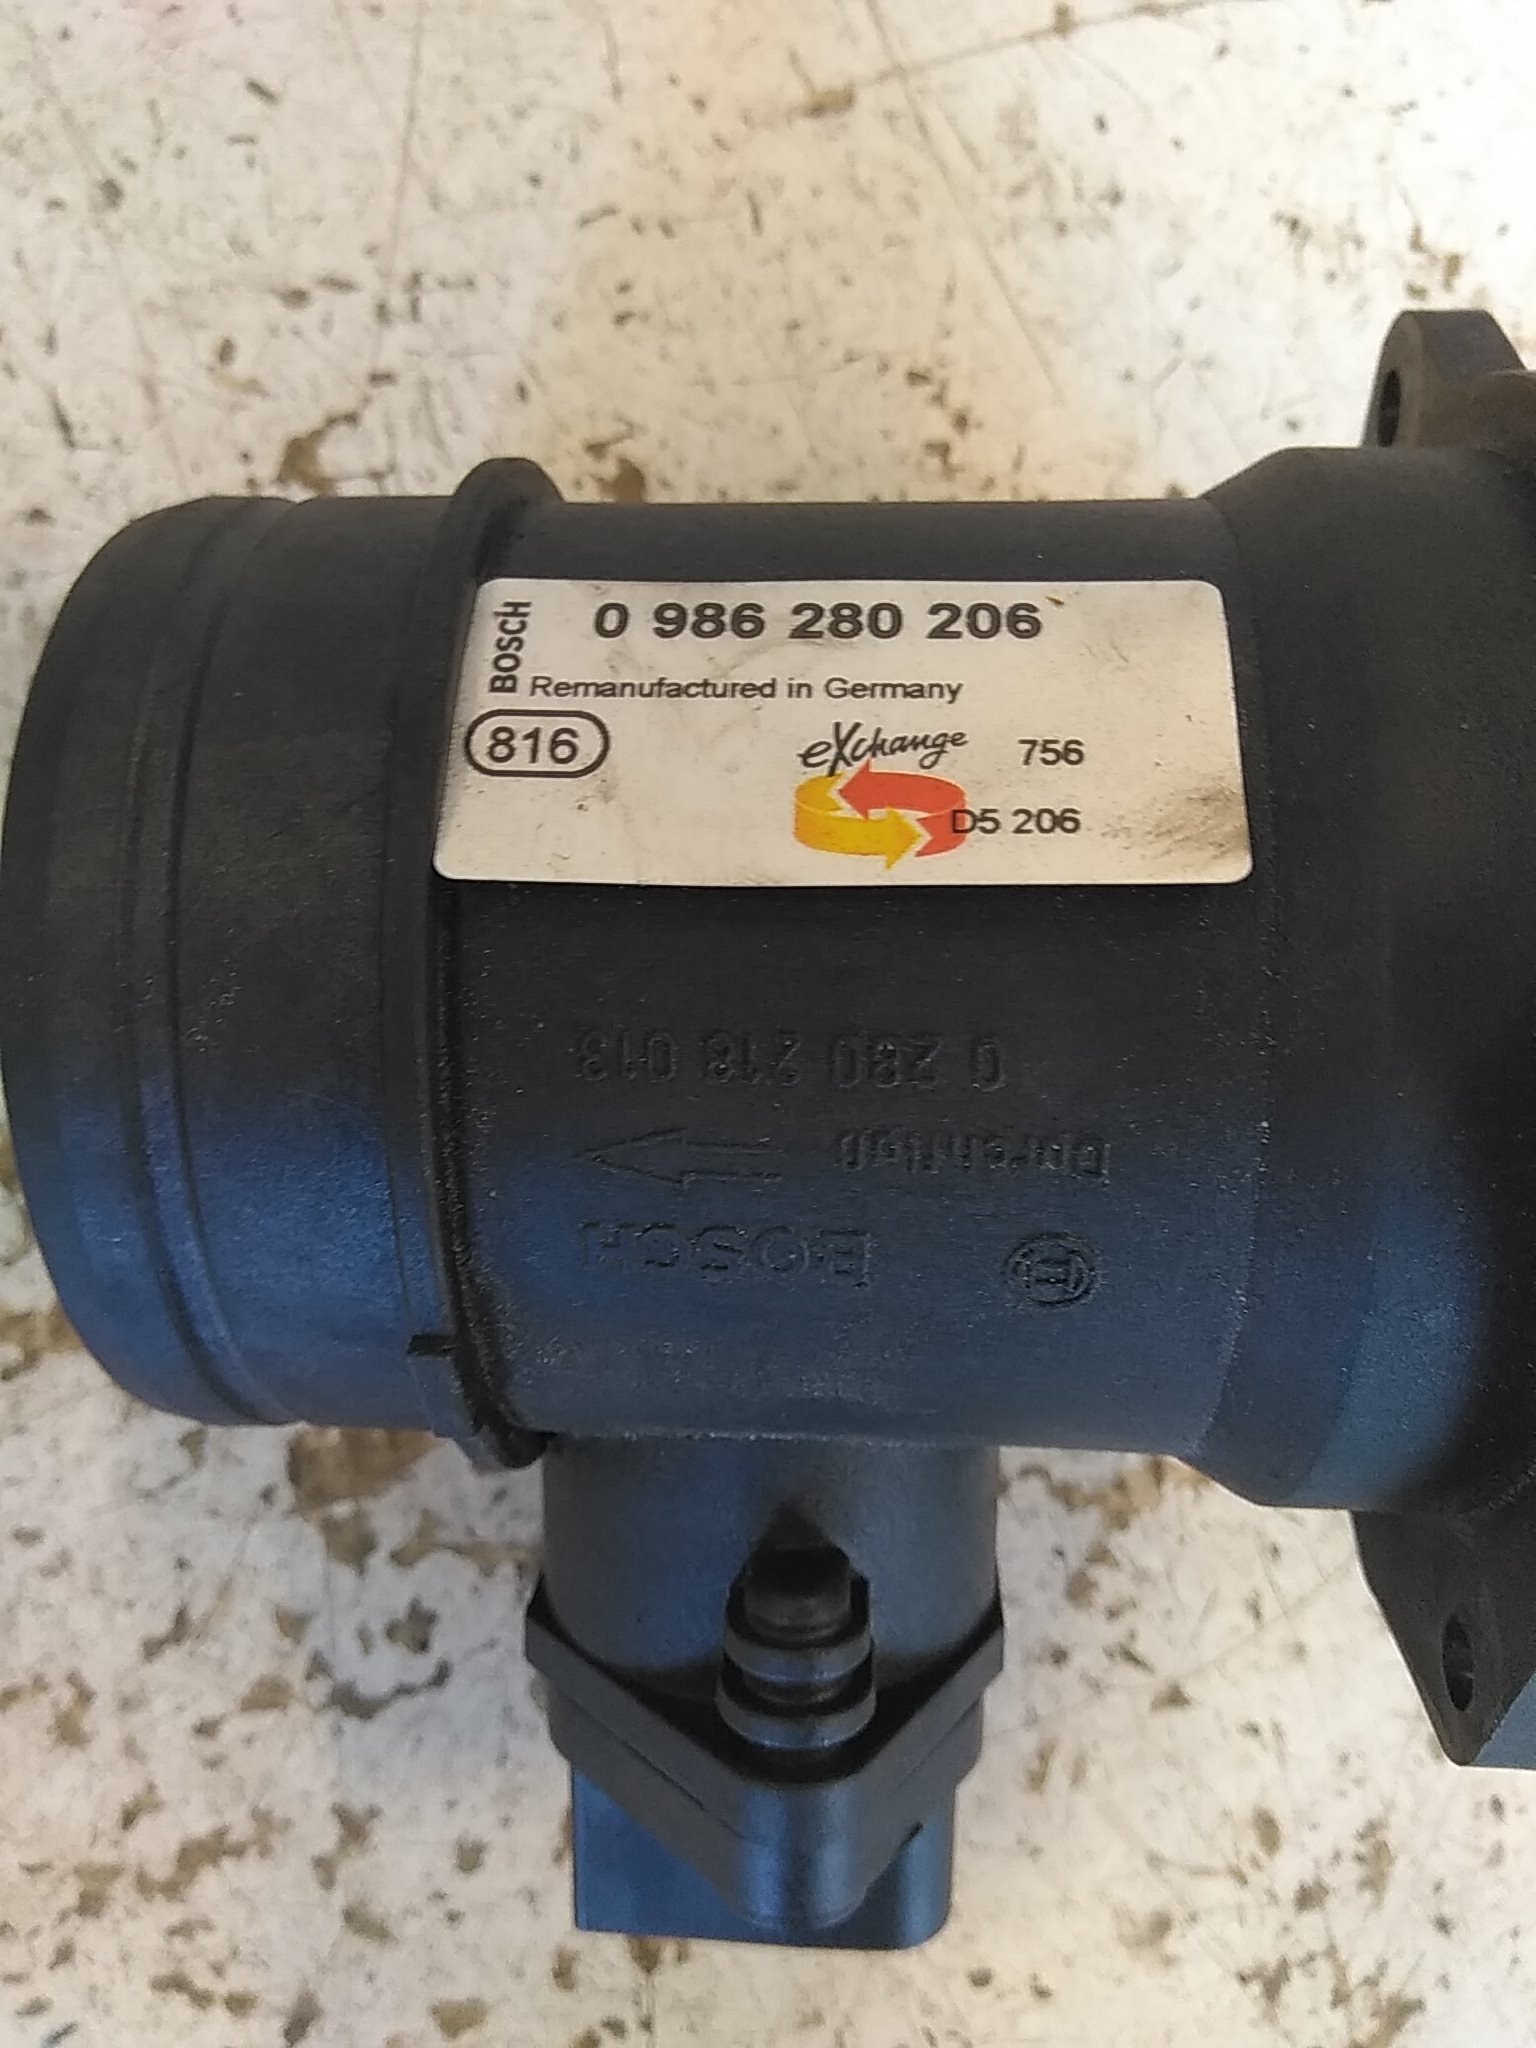 BOSCH
0 986 280 206
Remanufactured in Germany
816
eXchange
756
D5 206
0 280 218 013
Durchfluß
BOSCH